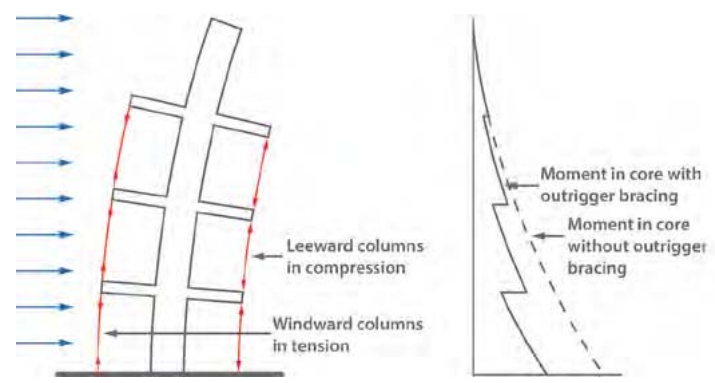 Leeward columns
in compression
Windward columns
in tension
Moment in core with
outrigger bracing
Moment in core
without outrigger
bracing